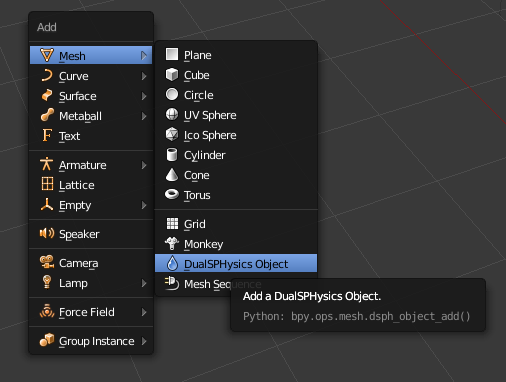 Add
Mesh
Curve
Surface
Metaball
Text
Armature
Lattice
Empty
Speaker
Camera
Lamp
Force Field
Group Instance
Plane
Cube
Circle
UV Sphere
Ico Sphere
Cylinder
Cone
Torus
Grid
Monkey
DualSPHysics Object
Mesh Sequence
Add a DualSPHysics Object.
Python: bpy.ops.mesh.dsph_object_add()